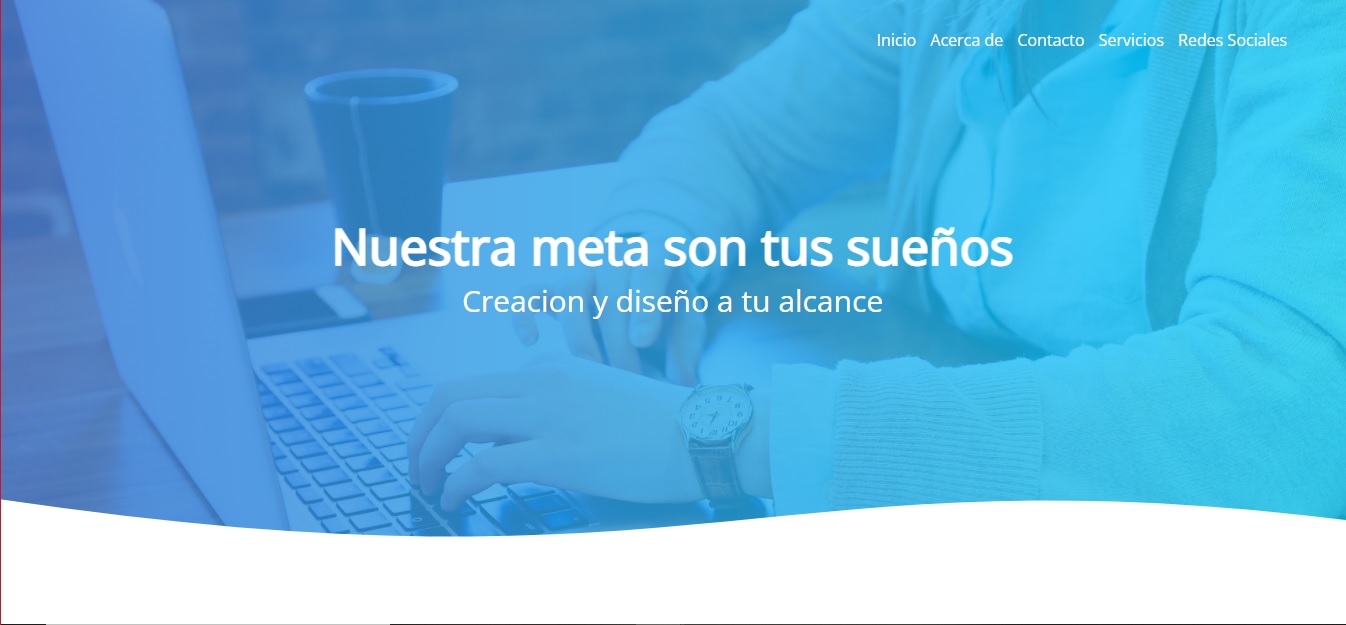 Inicio Acerca de Contacto Servicios Redes Sociales
Nuestra meta son tus sueños
Creacion y diseño a tu alcance